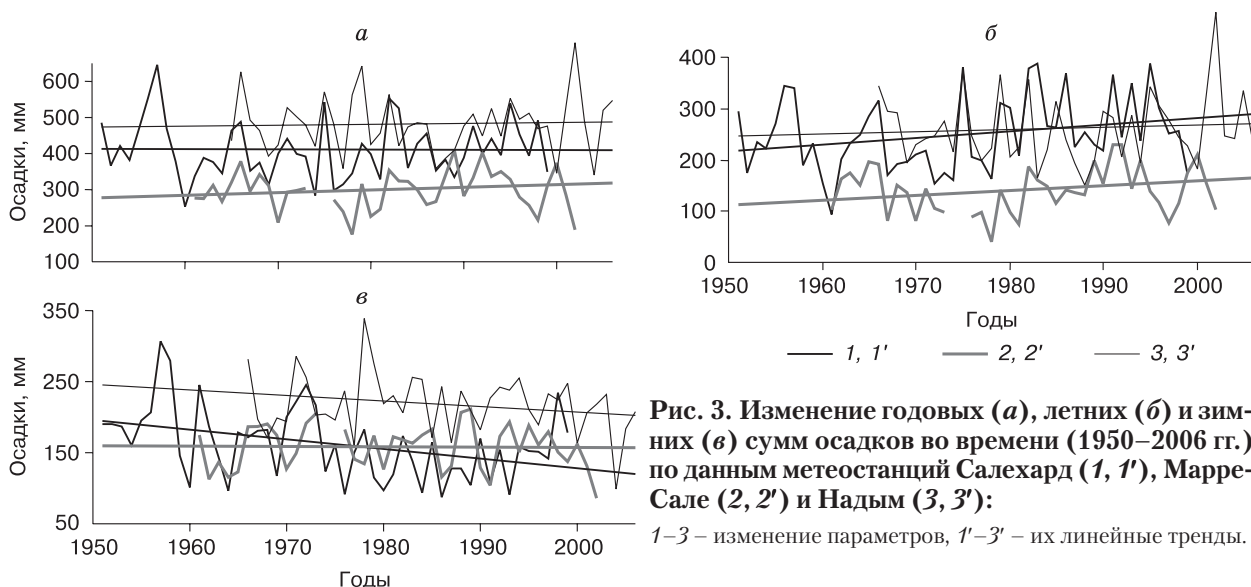 а
Осадки, мм
600
500
400
300
200
100
б
400
300
200
100
0
1950 1960 1970 1980 1990 2000
Годы
1, 1′ 2, 2′ 3, 3′
в
Осадки, мм
350
250
150
50
1950 1960 1970 1980 1990 2000
Годы
Рис. 3. Изменение годовых (а), летних (б) и зим-
них (в) сумм осадков во времени (1950–2006 гг.)
по данным метеостанций Салехард (1, 1′), Марре-
Сале (2, 2′) и Надым (3, 3′):
1–3 – изменение параметров, 1′–3′ – их линейные тренды.